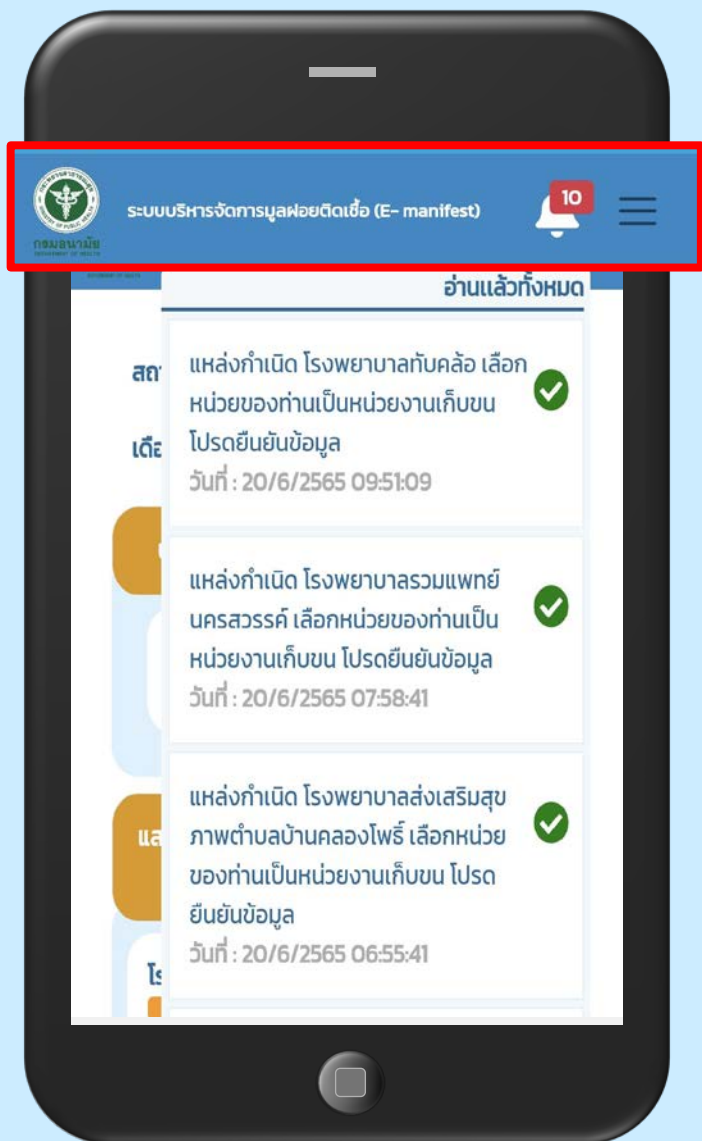 ระบบบริหารจัดการมูลฝอยติดเชื้อ (E- manifest)
10
กรมอนามัย
DEPARTMENT OF HEALTH
อ่านแล้วทั้งหมด
สถา
แหล่งกำเนิด โรงพยาบาลทับคล้อ เลือก
หน่วยของท่านเป็นหน่วยงานเก็บขน
เดือ
โปรดยืนยันข้อมูล
วันที่ : 20/6/2565 09:51:09
แหล่งกำเนิด โรงพยาบาลรวมแพทย์
นครสวรรค์ เลือกหน่วยของท่านเป็น
หน่วยงานเก็บขน โปรดยืนยันข้อมูล
วันที่ : 20/6/2565 07:58:41
แหล่งกำเนิด โรงพยาบาลส่งเสริมสุข
แส
ภาพตำบลบ้านคลองโพธิ์ เลือกหน่วย
ของท่านเป็นหน่วยงานเก็บขน โปรด
ยืนยันข้อมูล
วันที่ : 20/6/2565 06:55:41
โร